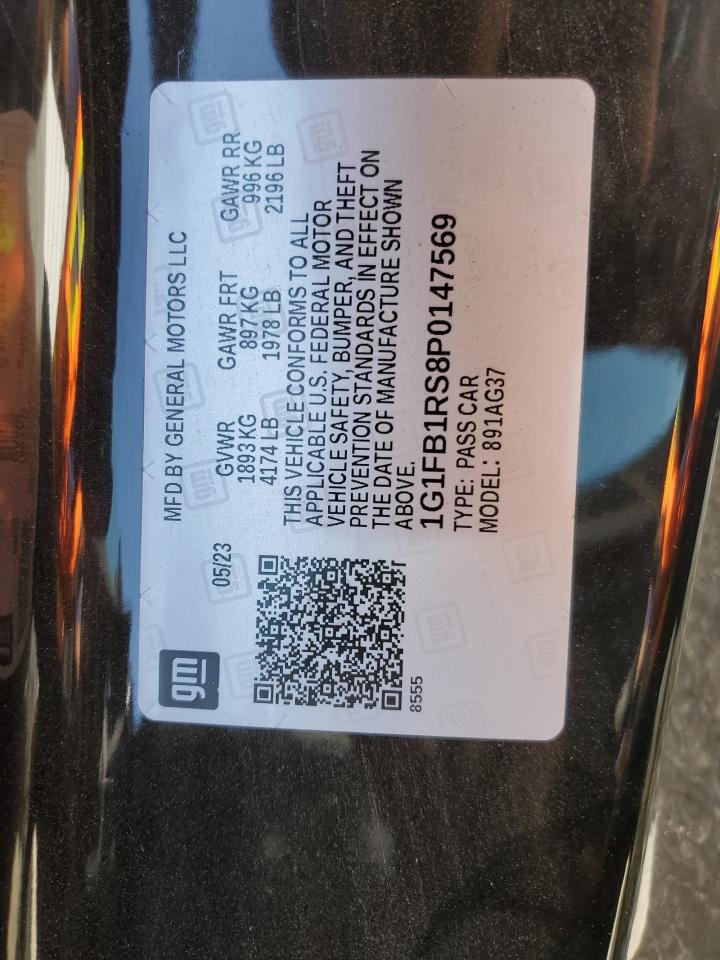 gm
05/23
MFD BY GENERAL MOTORS LLC
GVWR GAWR FRT GAWR RR
1893 KG 897 KG 996 KG
4174 LB 1978 LB 2196 LB
THIS VEHICLE CONFORMS TO ALL
APPLICABLE U.S. FEDERAL MOTOR
VEHICLE SAFETY, BUMPER, AND THEFT
PREVENTION STANDARDS IN EFFECT ON
THE DATE OF MANUFACTURE SHOWN
ABOVE.
1G1FB1RS8P0147569
TYPE: PASS CAR
MODEL: 891AG37
8555